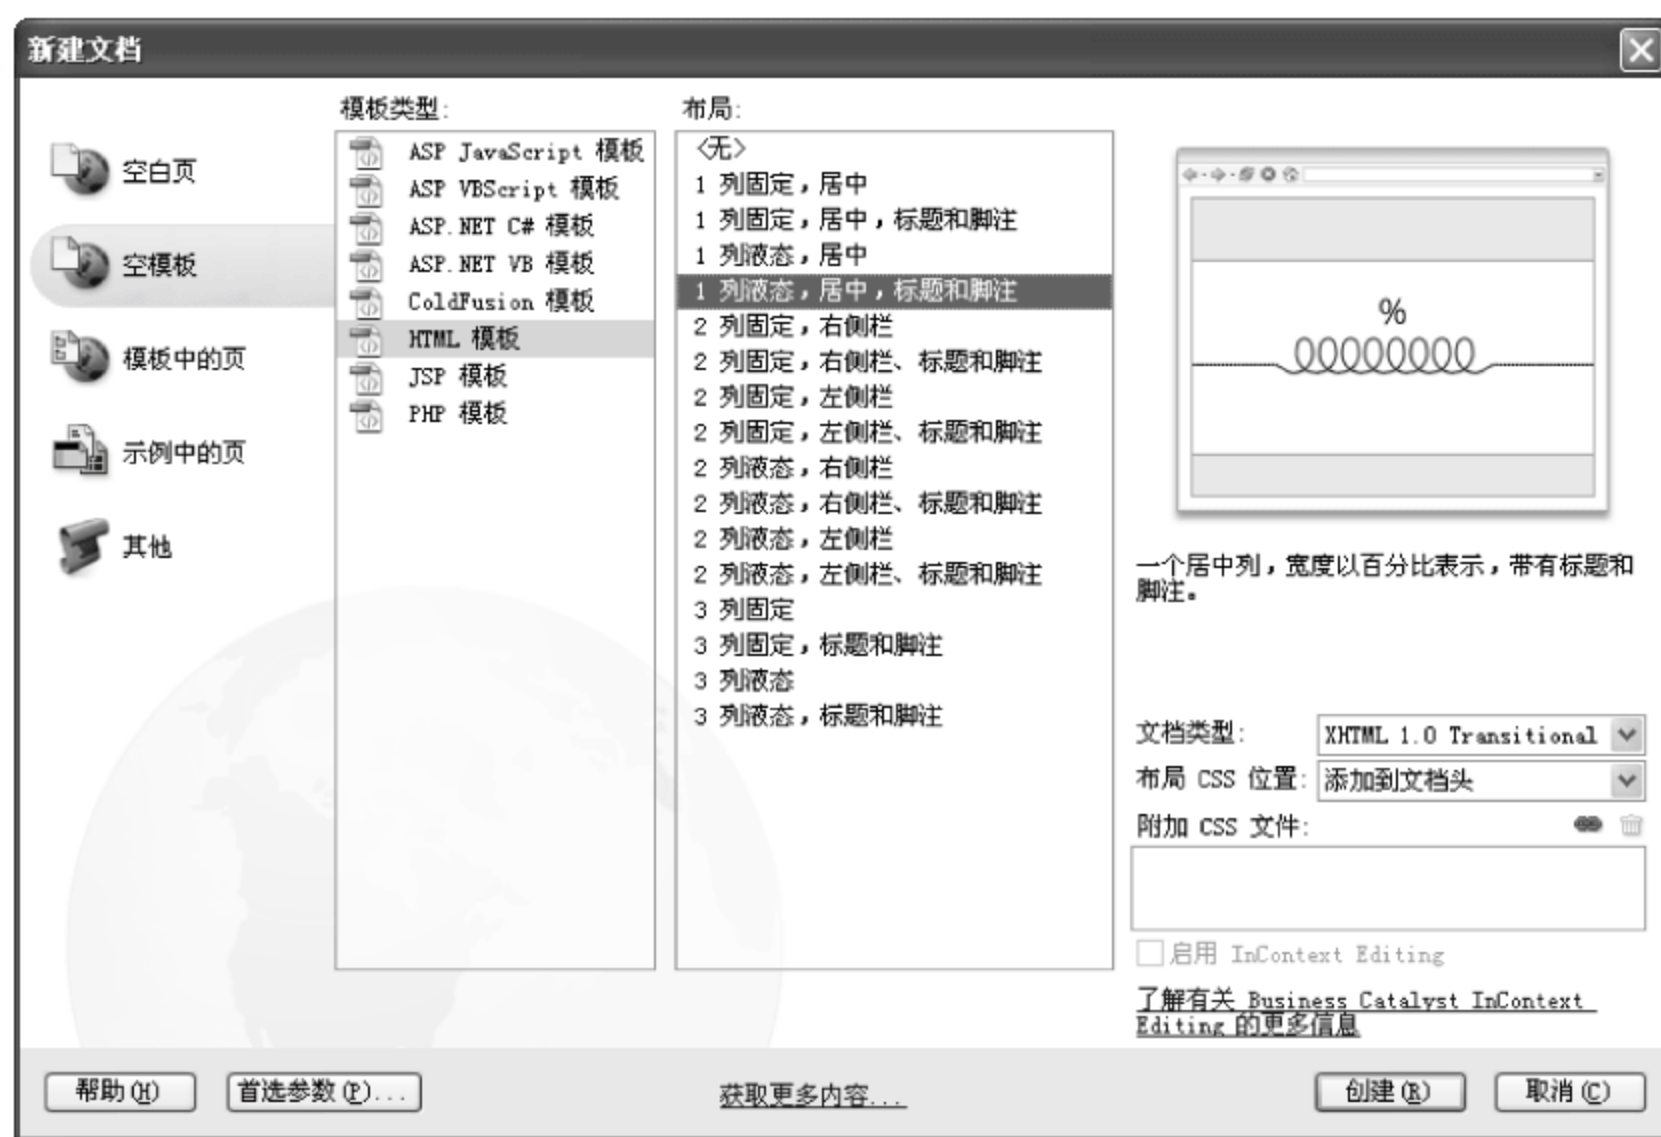 新建文档
空白页
空模板
模板中的页
示例中的页
其他
模板类型:
ASP JavaScript 模板
ASP VBScript 模板
ASP.NET C# 模板
ASP.NET VB 模板
ColdFusion 模板
HTML 模板
JSP 模板
PHP 模板
布局:
<无>
1 列固定，居中
1 列固定，居中，标题和脚注
1 列液态，居中
1 列液态，居中，标题和脚注
2 列固定，右侧栏
2 列固定，右侧栏、标题和脚注
2 列固定，左侧栏
2 列固定，左侧栏、标题和脚注
2 列液态，右侧栏
2 列液态，右侧栏、标题和脚注
2 列液态，左侧栏
2 列液态，左侧栏、标题和脚注
3 列固定
3 列固定，标题和脚注
3 列液态
3 列液态，标题和脚注
%
一个居中列，宽度以百分比表示，带有标题和
脚注。
文档类型: XHTML 1.0 Transitional
布局 CSS 位置: 添加到文档头
附加 CSS 文件:
启用 InContext Editing
了解有关 Business Catalyst InContext
Editing 的更多信息
帮助(H) 首选参数(P)... 获取更多内容... 创建(R) 取消(C)